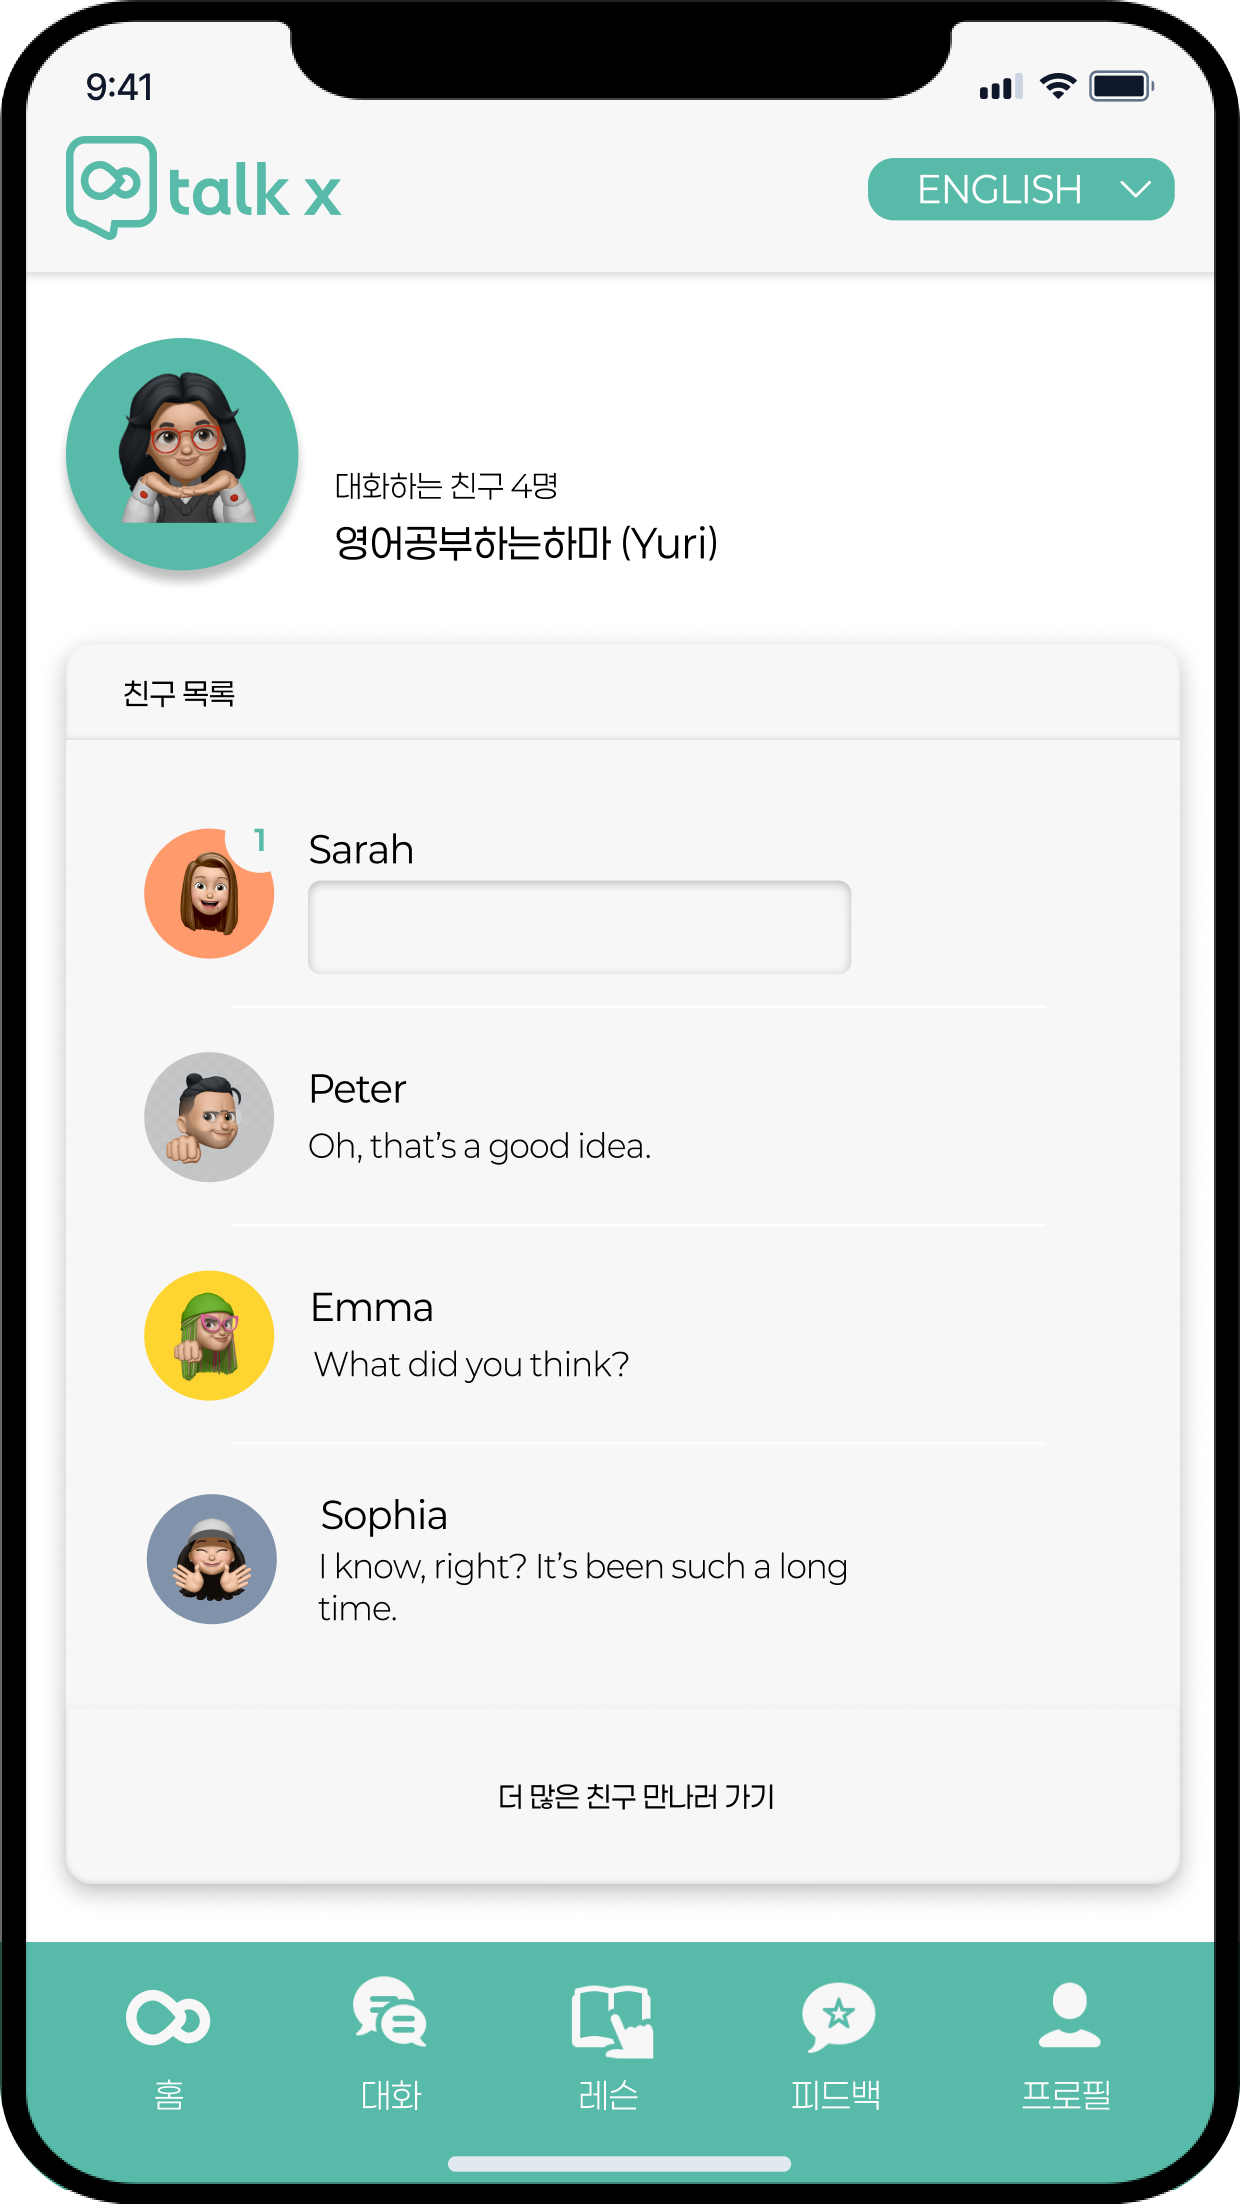 9:41
talk x
ENGLISH
대화하는 친구 4명
영어공부하는하마 (Yuri)
친구 목록
1
Sarah
Peter
Oh, that’s a good idea.
Emma
What did you think?
Sophia
I know, right? It’s been such a long
time.
더 많은 친구 만나러 가기
홈
대화
레슨
피드백
프로필